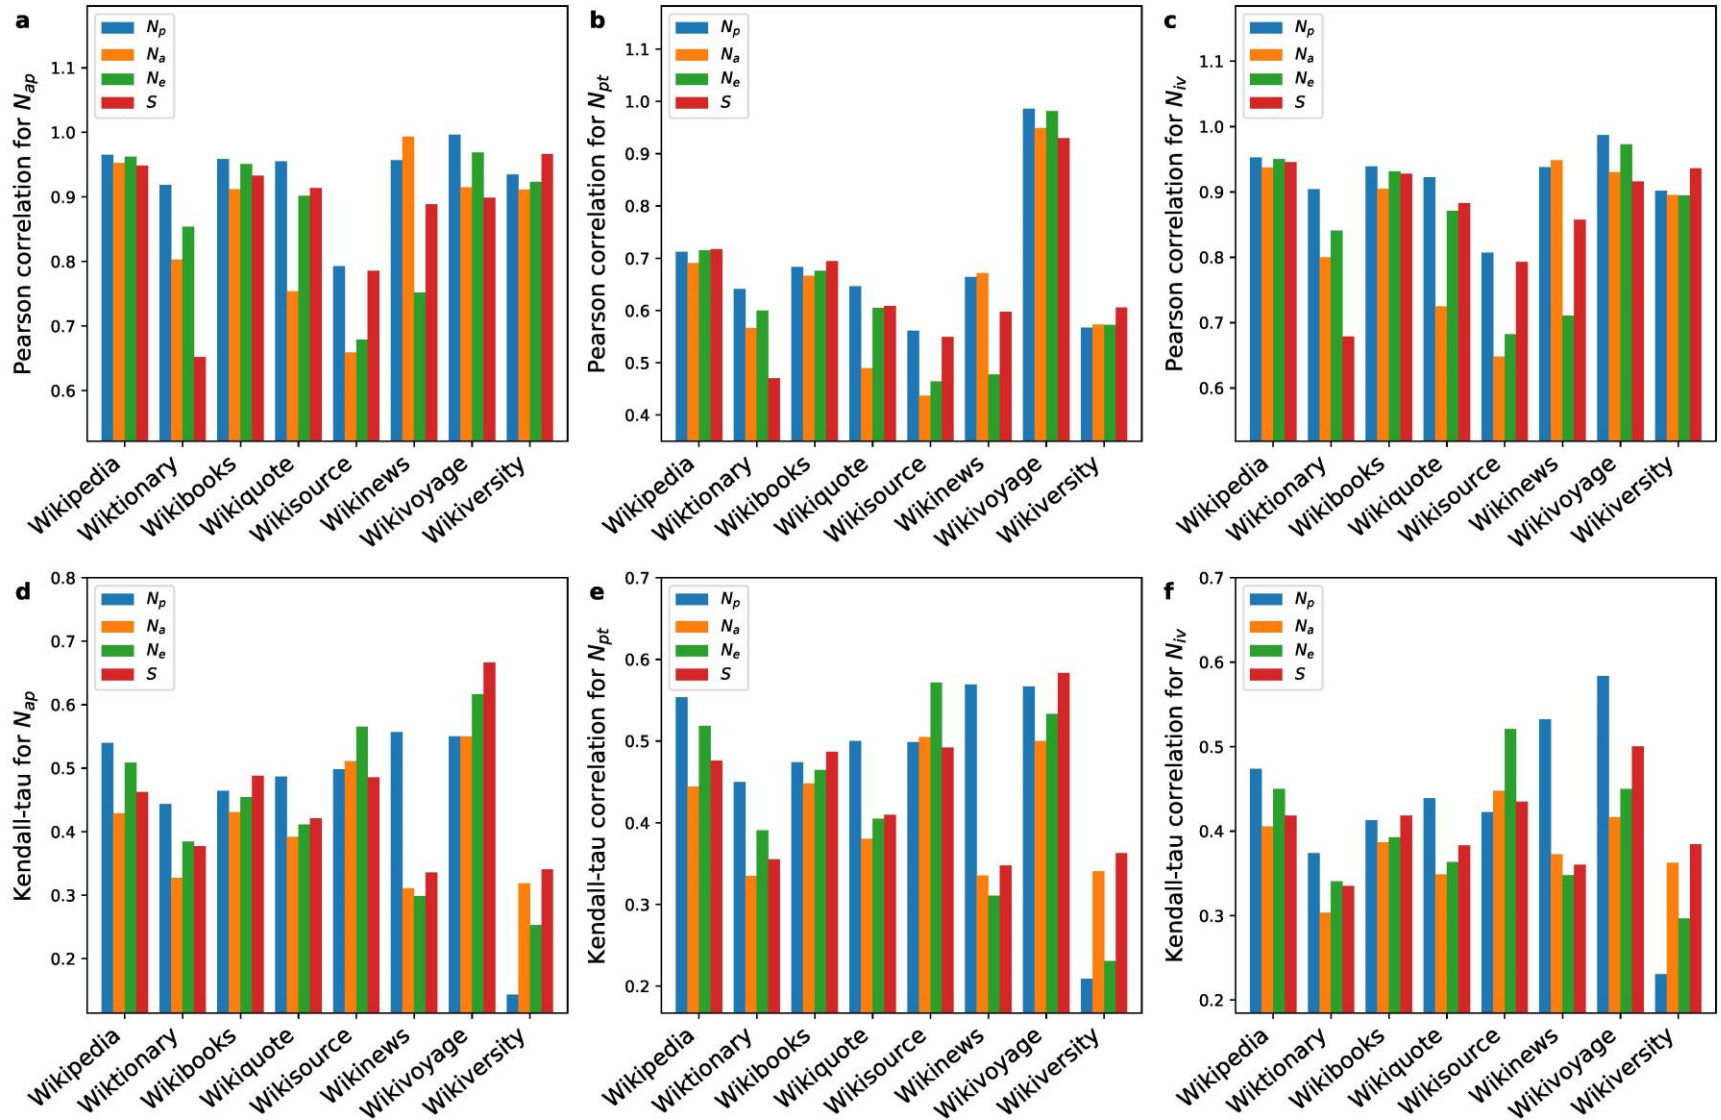 a
Pearson correlation for N_ap
1.1
1.0
0.9
0.8
0.7
0.6
N_p
N_a
N_e
S
Wikipedia
Wiktionary
Wikibooks
Wikiquote
Wikisource
Wikinews
Wikivoyage
Wikiversity
b
Pearson correlation for N_pt
1.1
1.0
0.9
0.8
0.7
0.6
0.5
0.4
N_p
N_a
N_e
S
Wikipedia
Wiktionary
Wikibooks
Wikiquote
Wikisource
Wikinews
Wikivoyage
Wikiversity
c
Pearson correlation for N_iv
1.1
1.0
0.9
0.8
0.7
0.6
N_p
N_a
N_e
S
Wikipedia
Wiktionary
Wikibooks
Wikiquote
Wikisource
Wikinews
Wikivoyage
Wikiversity
d
Kendall-tau for N_ap
0.8
0.7
0.6
0.5
0.4
0.3
0.2
N_p
N_a
N_e
S
Wikipedia
Wiktionary
Wikibooks
Wikiquote
Wikisource
Wikinews
Wikivoyage
Wikiversity
e
Kendall-tau correlation for N_pt
0.7
0.6
0.5
0.4
0.3
0.2
N_p
N_a
N_e
S
Wikipedia
Wiktionary
Wikibooks
Wikiquote
Wikisource
Wikinews
Wikivoyage
Wikiversity
f
Kendall-tau correlation for N_iv
0.7
0.6
0.5
0.4
0.3
0.2
N_p
N_a
N_e
S
Wikipedia
Wiktionary
Wikibooks
Wikiquote
Wikisource
Wikinews
Wikivoyage
Wikiversity